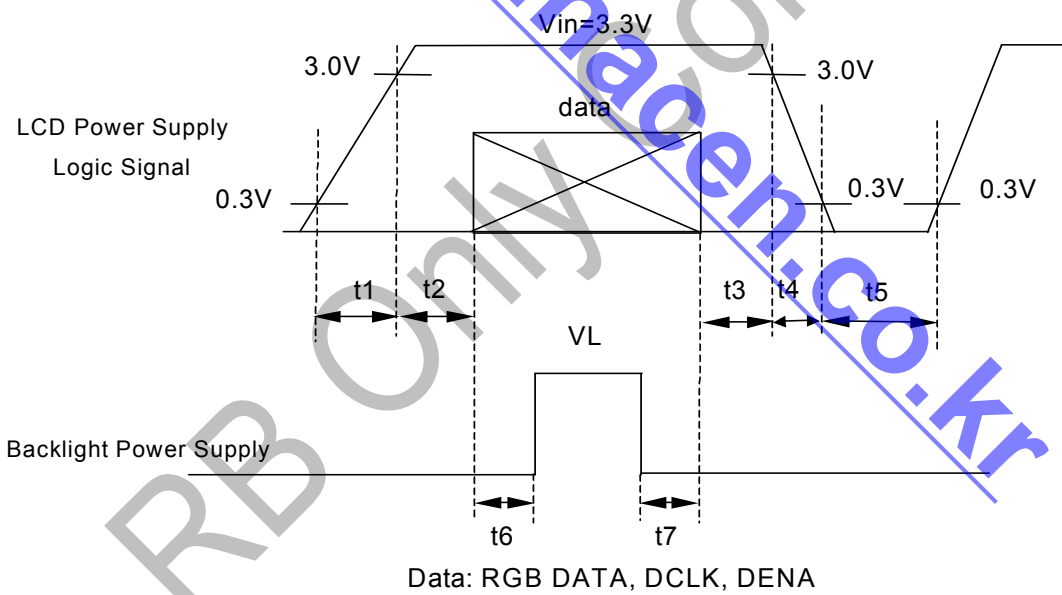 Vin=3.3V
3.0V
3.0V
data
LCD Power Supply
Logic Signal
0.3V
0.3V
0.3V
t1
t2
t3
t4
t5
VL
Backlight Power Supply
t6
t7
Data: RGB DATA, DCLK, DENA
RB Only
nacen.co.kr